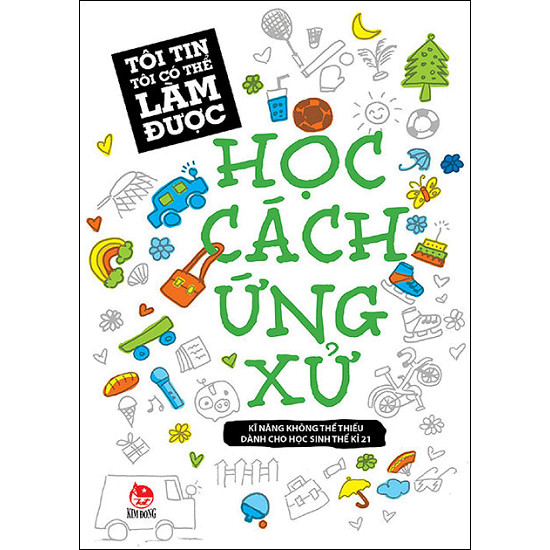 TÔI TIN
TÔI CÓ THỂ
LÀM
ĐƯỢC
HỌC
CÁCH
ỨNG
XỬ
KĨ NĂNG KHÔNG THỂ THIẾU
DÀNH CHO HỌC SINH THẾ KỈ 21
KIM ĐỒNG